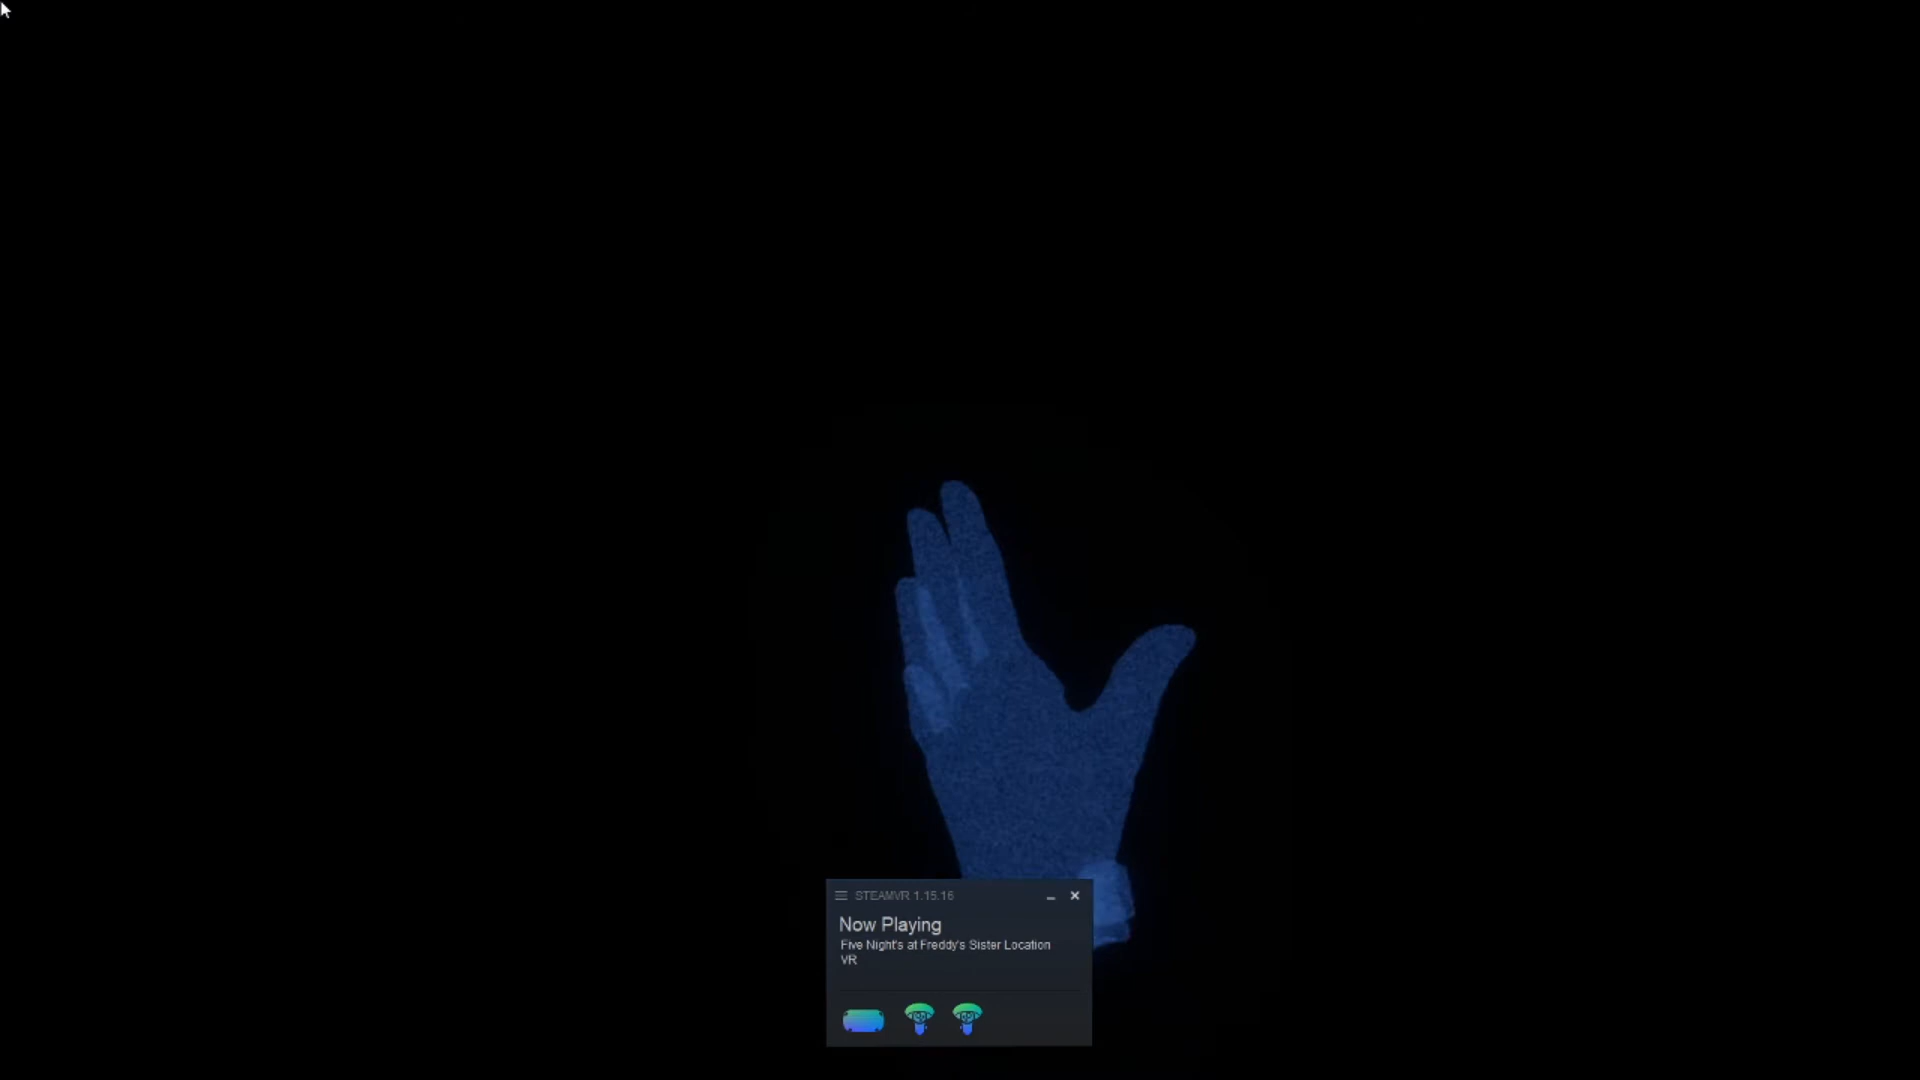 STEAMVR 1.15.16
Now Playing
Five Night's at Freddy's Sister Location
VR